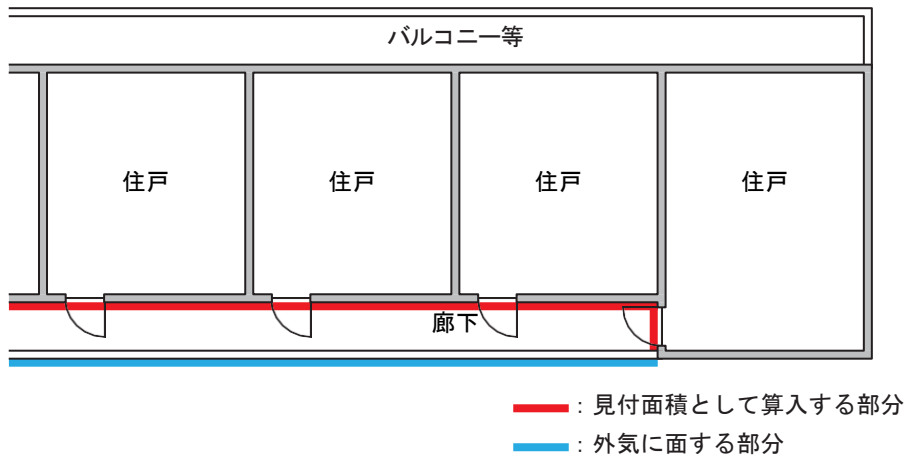 バルコニー等
住戸
住戸
住戸
住戸
廊下
：見付面積として算入する部分
：外気に面する部分